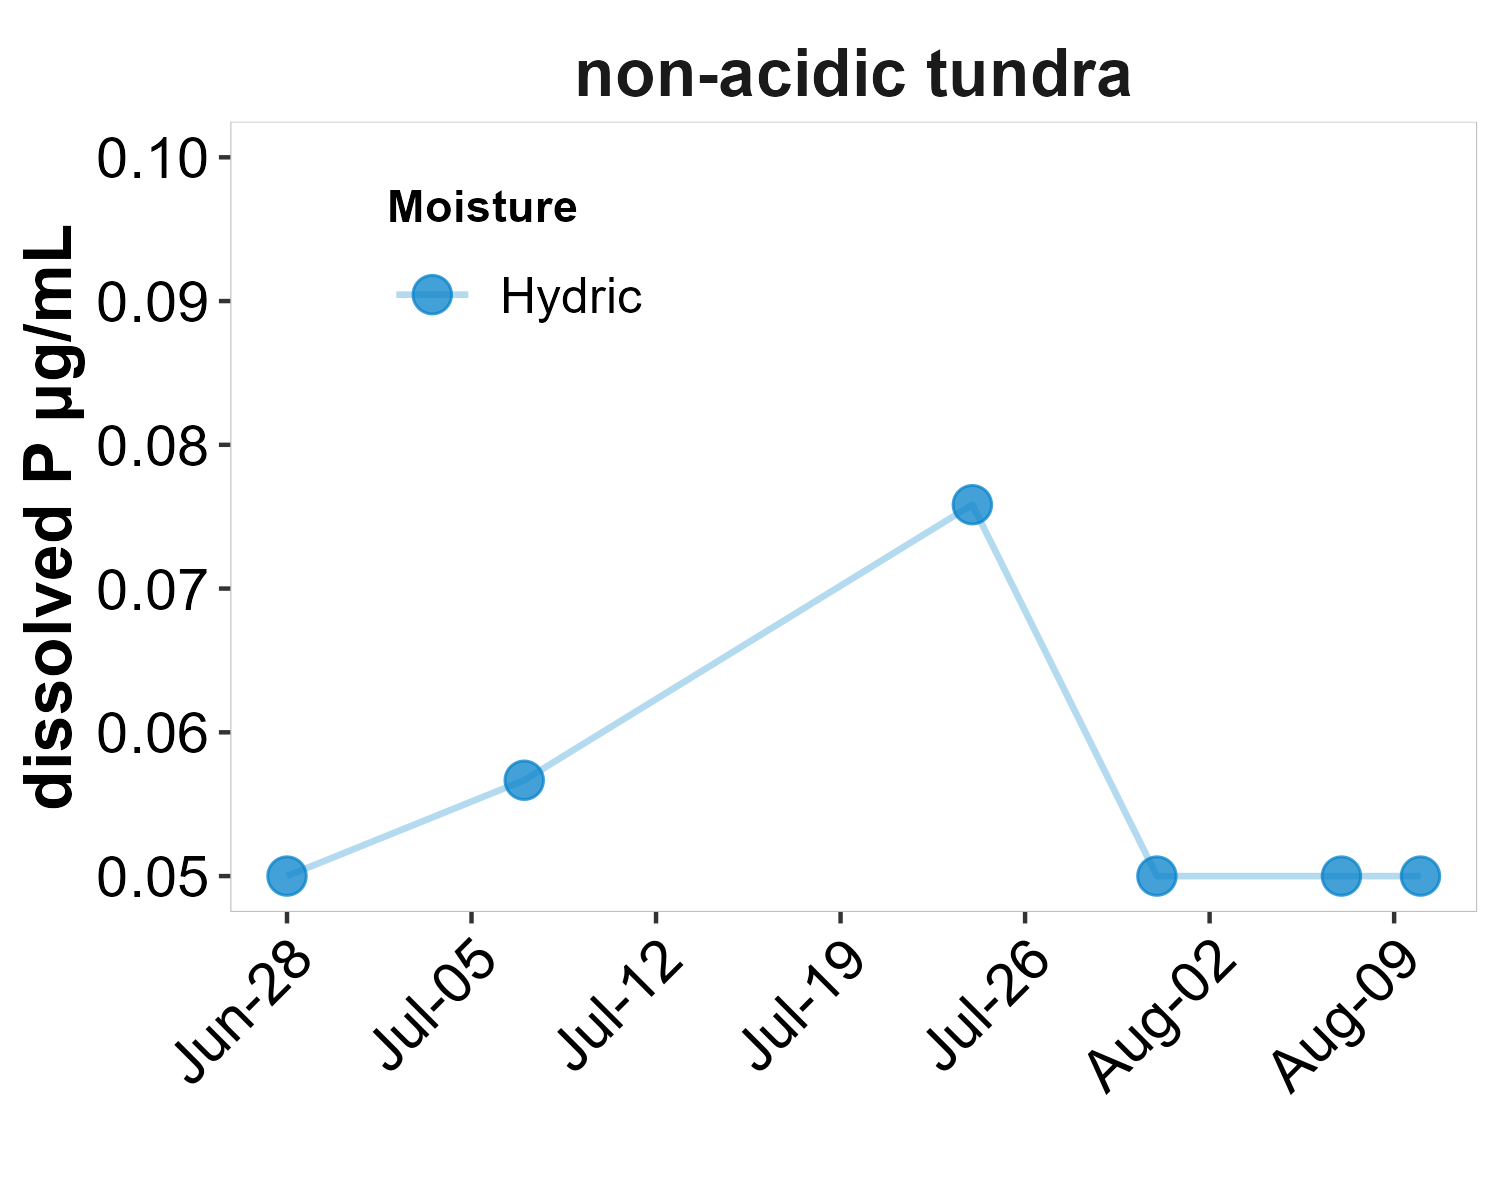 non-acidic tundra
dissolved P µg/mL
0.10
0.09
0.08
0.07
0.06
0.05
Moisture
Hydric
Jun-28
Jul-05
Jul-12
Jul-19
Jul-26
Aug-02
Aug-09